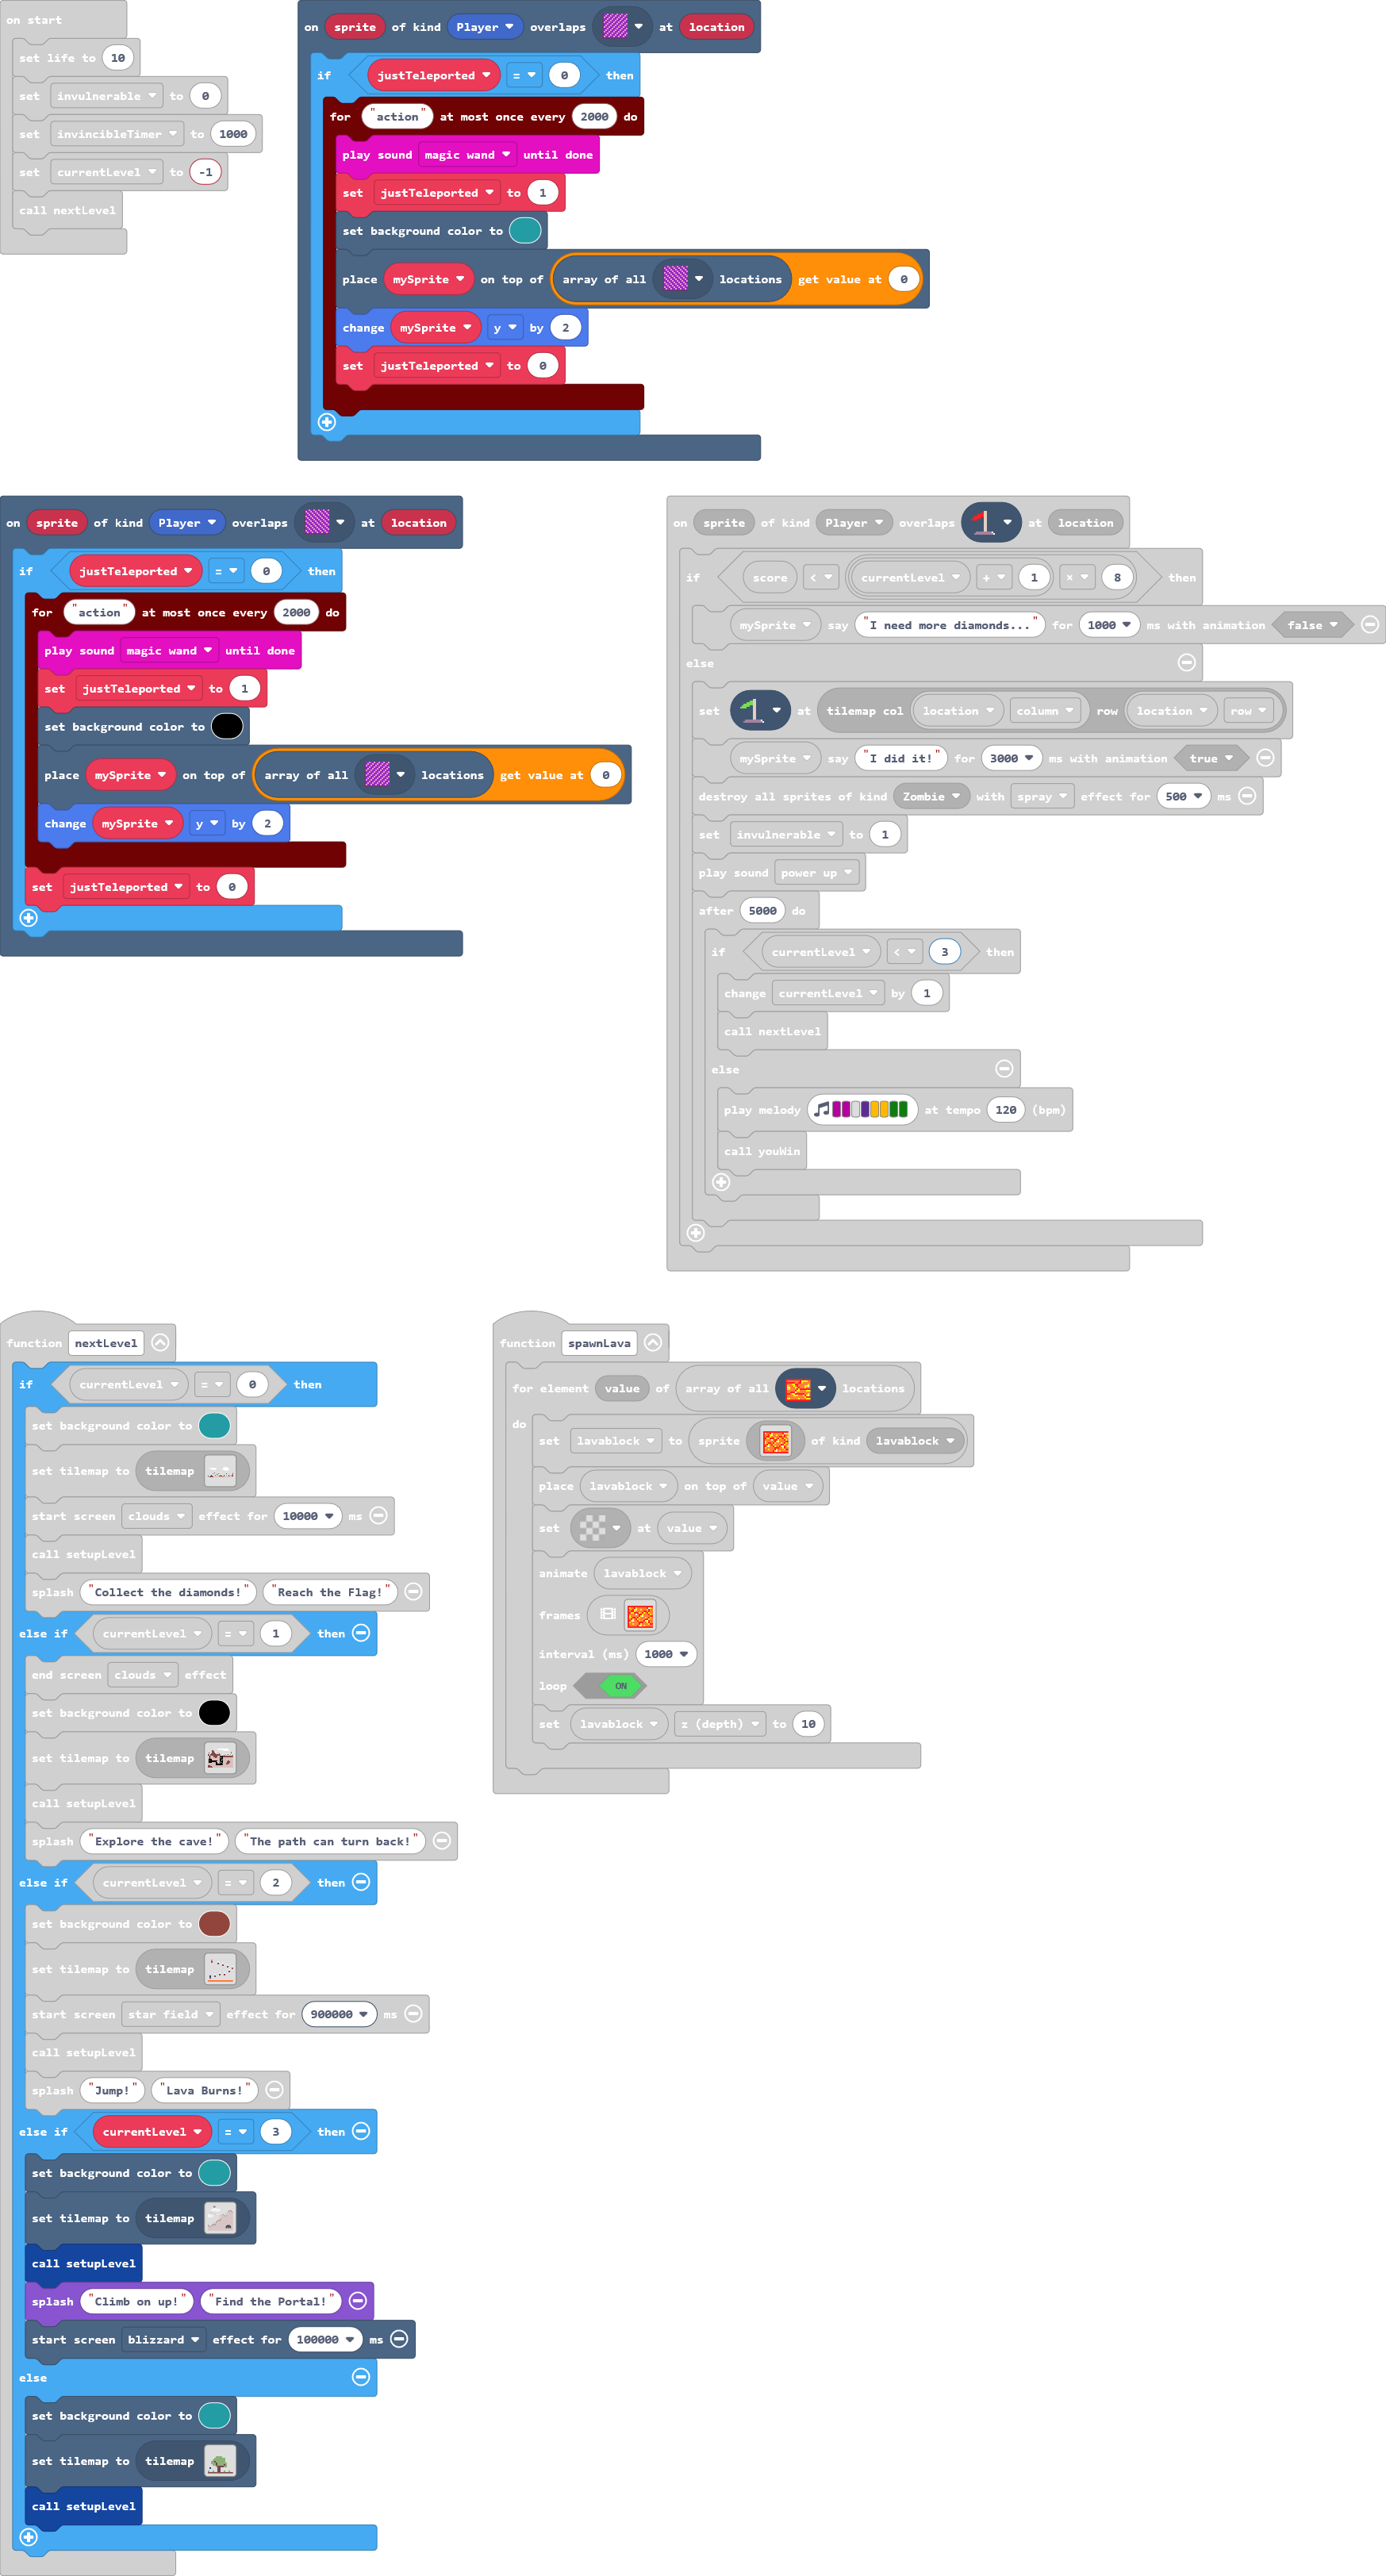 on start
set life to 10
set invulnerable to 0
set invincibleTimer to 1000
set currentLevel to -1
call nextLevel
on sprite of kind Player overlaps at location
if justTeleported = 0 then
for "action" at most once every 2000 do
play sound magic wand until done
set justTeleported to 1
set background color to
place mySprite on top of array of all locations get value at 0
change mySprite y by 2
set justTeleported to 0
on sprite of kind Player overlaps at location
if justTeleported = 0 then
for "action" at most once every 2000 do
play sound magic wand until done
set justTeleported to 1
set background color to
place mySprite on top of array of all locations get value at 0
change mySprite y by 2
set justTeleported to 0
on sprite of kind Player overlaps at location
if score < currentLevel + 1 × 8 then
mySprite say "I need more diamonds..." for 1000 ms with animation false
else
set at tilemap col location column row location row
mySprite say "I did it!" for 3000 ms with animation true
destroy all sprites of kind Zombie with spray effect for 500 ms
set invulnerable to 1
play sound power up
after 5000 do
if currentLevel < 3 then
change currentLevel by 1
call nextLevel
else
play melody at tempo 120 (bpm)
call youWin
function nextLevel
if currentLevel = 0 then
set background color to
set tilemap to tilemap
start screen clouds effect for 10000 ms
call setupLevel
splash "Collect the diamonds!" "Reach the Flag!"
else if currentLevel = 1 then
end screen clouds effect
set background color to
set tilemap to tilemap
call setupLevel
splash "Explore the cave!" "The path can turn back!"
else if currentLevel = 2 then
set background color to
set tilemap to tilemap
start screen star field effect for 900000 ms
call setupLevel
splash "Jump!" "Lava Burns!"
else if currentLevel = 3 then
set background color to
set tilemap to tilemap
call setupLevel
splash "Climb on up!" "Find the Portal!"
start screen blizzard effect for 100000 ms
else
set background color to
set tilemap to tilemap
call setupLevel
function spawnLava
for element value of array of all locations
do
set lavablock to sprite of kind lavablock
place lavablock on top of value
set at value
animate lavablock
frames
interval (ms) 1000
loop ON
set lavablock z (depth) to 10